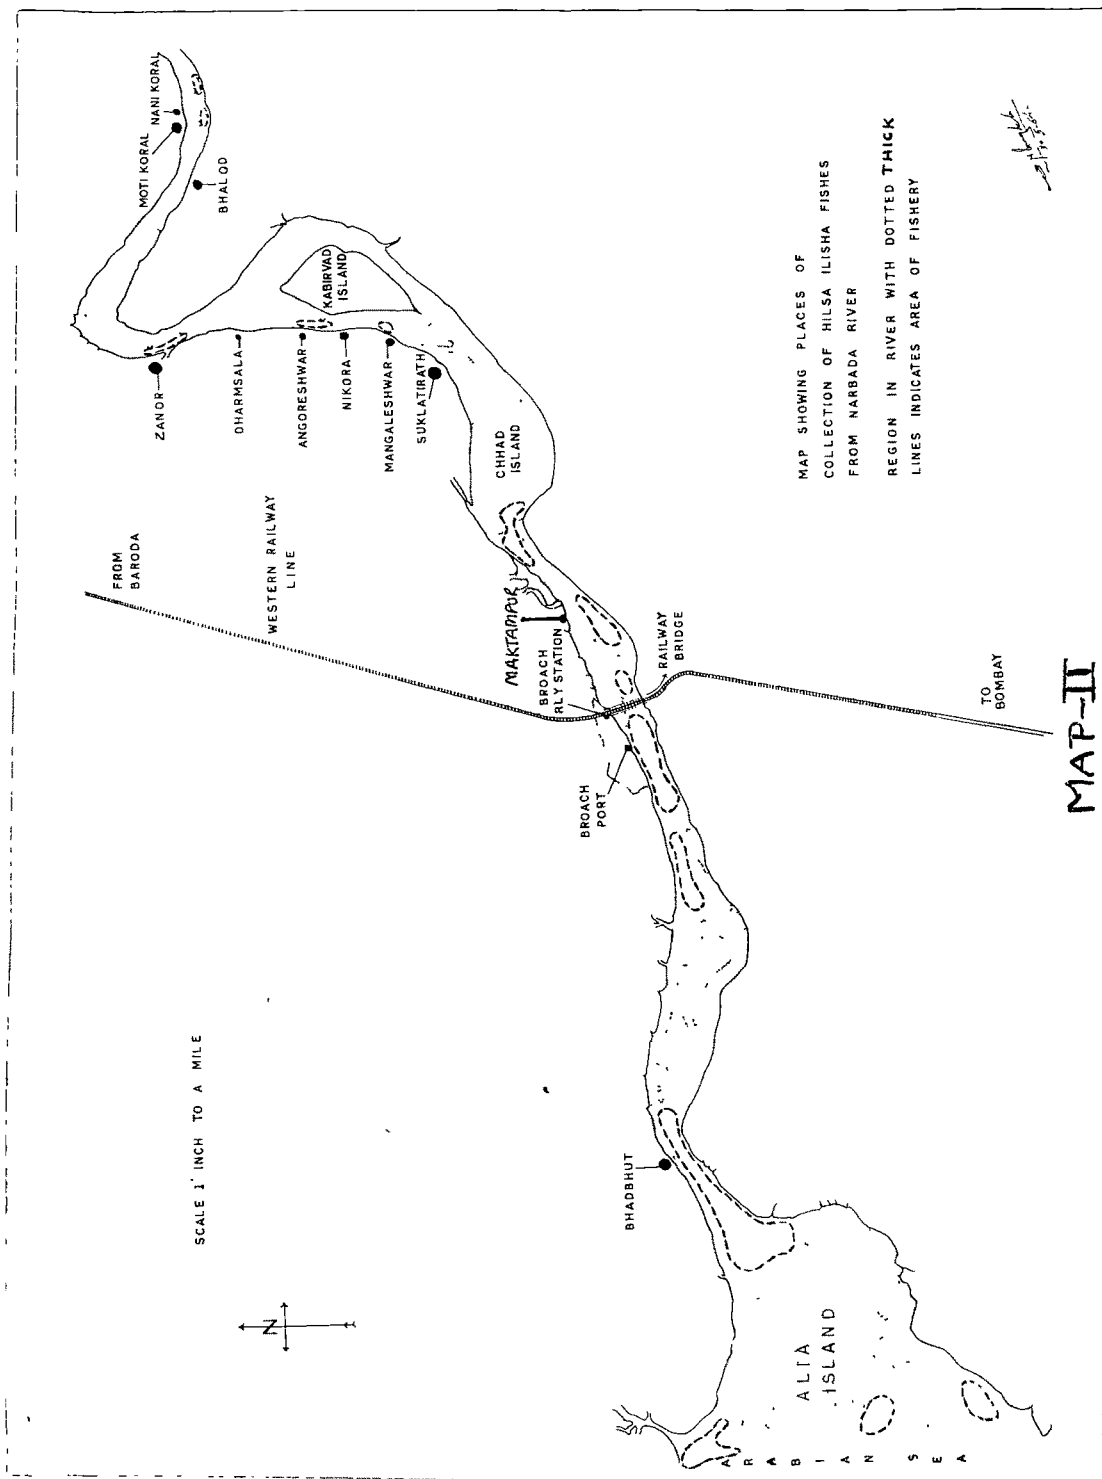 MOTI KORAL
NANI KORAL
BHALOD
KABIRVAD
ISLAND
ZANOR
DHARMSALA
ANGORESHWAR
NIKORA
MANGALESHWAR
SUKLATIRATH
CHHAD
ISLAND
FROM
BARODA
WESTERN RAILWAY
LINE
MAKTAMPUR
BROACH
RLY STATION
RAILWAY
BRIDGE
BROACH
PORT
TO
BOMBAY
SCALE 1" INCH TO A MILE
N
BHADBHUT
ALIA
ISLAND
ARABIAN SEA
MAP SHOWING PLACES OF
COLLECTION OF HILSA ILISHA FISHES
FROM NARBADA RIVER
REGION IN RIVER WITH DOTTED THICK
LINES INDICATES AREA OF FISHERY
MAP-II